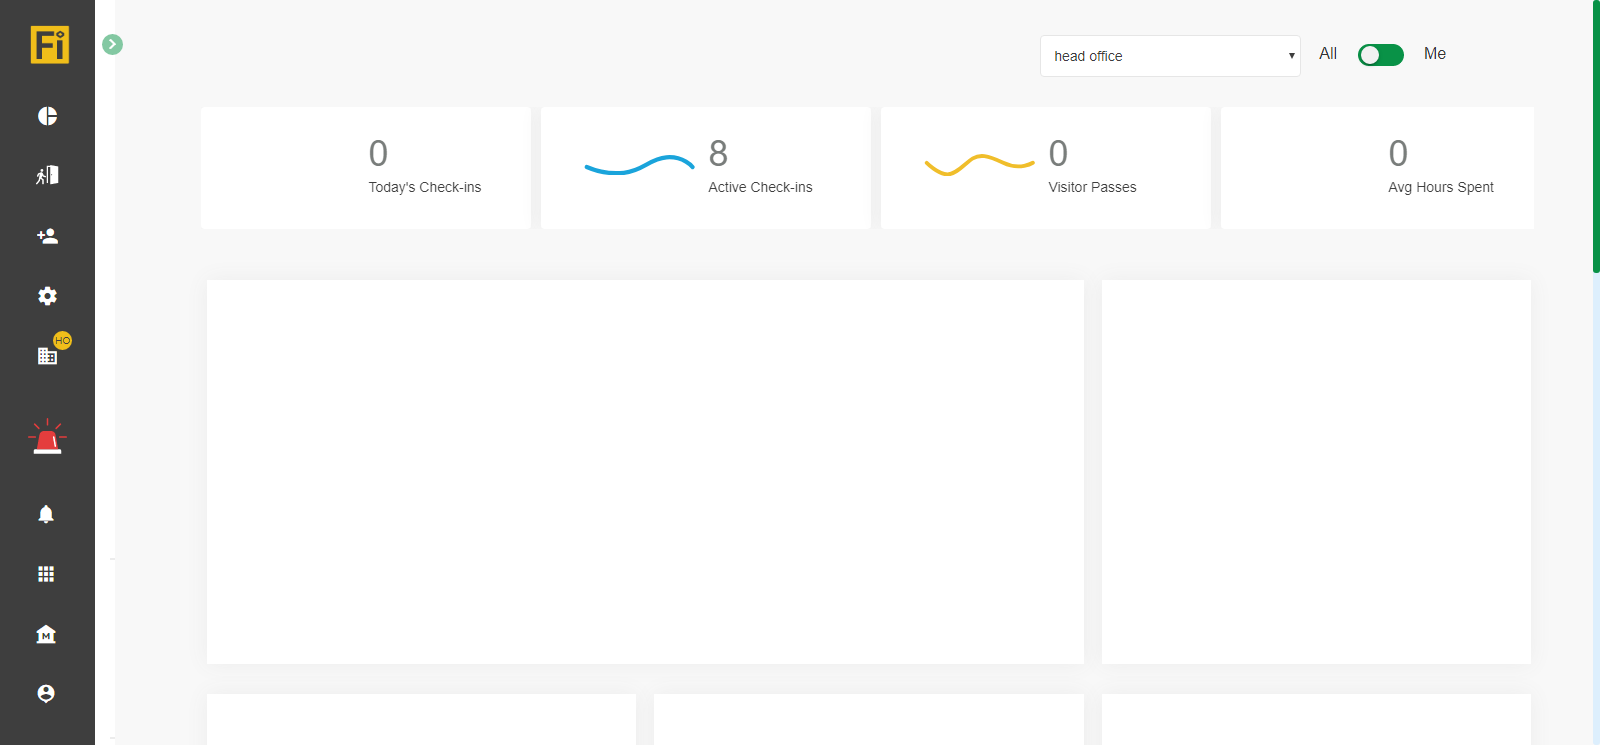 Fi
head office
All
Me
0
Today's Check-ins
8
Active Check-ins
0
Visitor Passes
0
Avg Hours Spent
HO
M